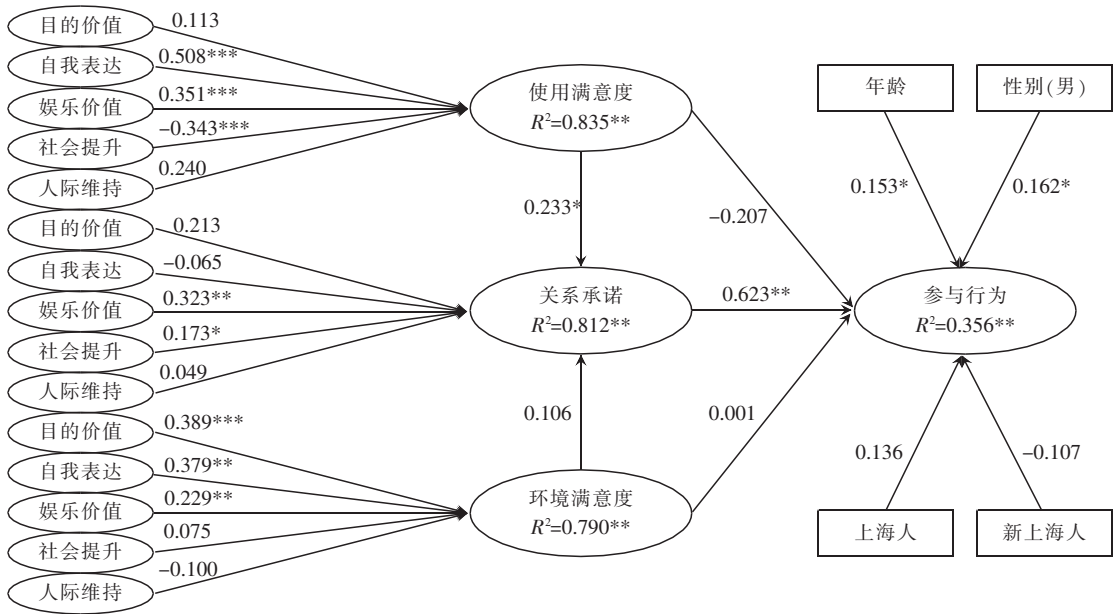 目的价值
0.113
自我表达
0.508***
娱乐价值
0.351***
社会提升
−0.343***
人际维持
0.240
使用满意度
R²=0.835**
目的价值
0.213
自我表达
−0.065
娱乐价值
0.323**
社会提升
0.173*
人际维持
0.049
0.233*
关系承诺
R²=0.812**
0.106
目的价值
0.389***
自我表达
0.379**
娱乐价值
0.229**
社会提升
0.075
人际维持
−0.100
环境满意度
R²=0.790**
−0.207
0.623**
0.001
年龄
性别(男)
0.153*
0.162*
参与行为
R²=0.356**
0.136
−0.107
上海人
新上海人